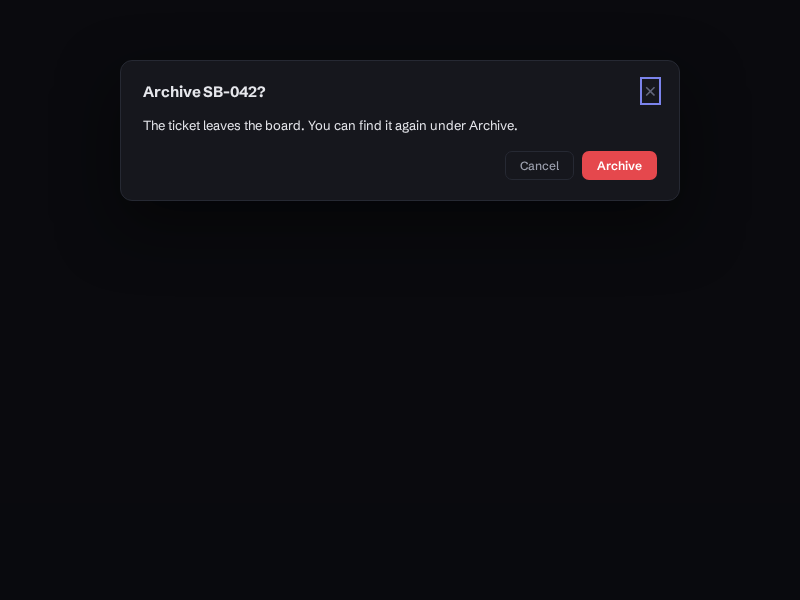 Archive SB-042?
The ticket leaves the board. You can find it again under Archive.
Cancel
Archive